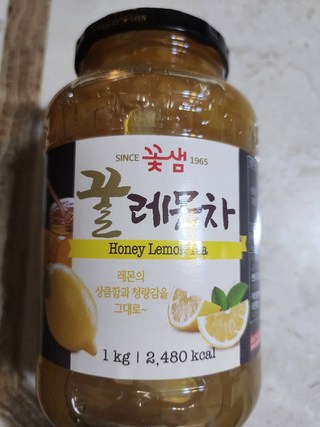 SINCE 꽃샘 1965
꿀레몬차
Honey Lemon Tea
레몬의
상큼함과 청량감을
그대로~
1 kg | 2,480 kcal